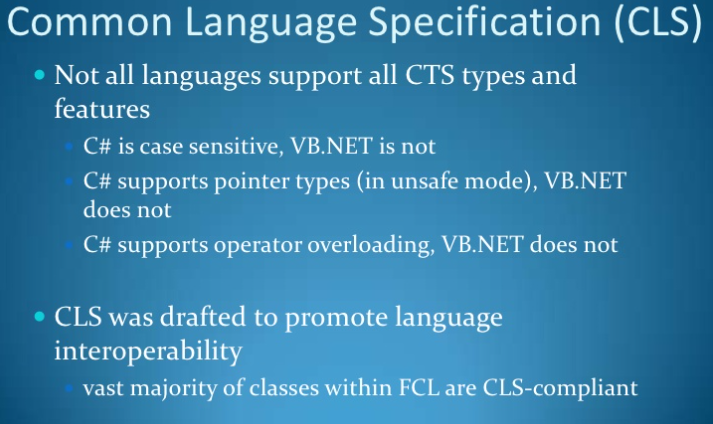 Common Language Specification (CLS)
Not all languages support all CTS types and
features
C# is case sensitive, VB.NET is not
C# supports pointer types (in unsafe mode), VB.NET
does not
C# supports operator overloading, VB.NET does not
CLS was drafted to promote language
interoperability
vast majority of classes within FCL are CLS-compliant